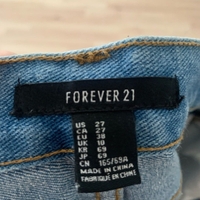 FOREVER 21
US 27
CA 27
EU 38
UK 10
KR 69
JP 69
CN 165/69A
MADE IN CHINA
FABRIQUÉ EN CHINE